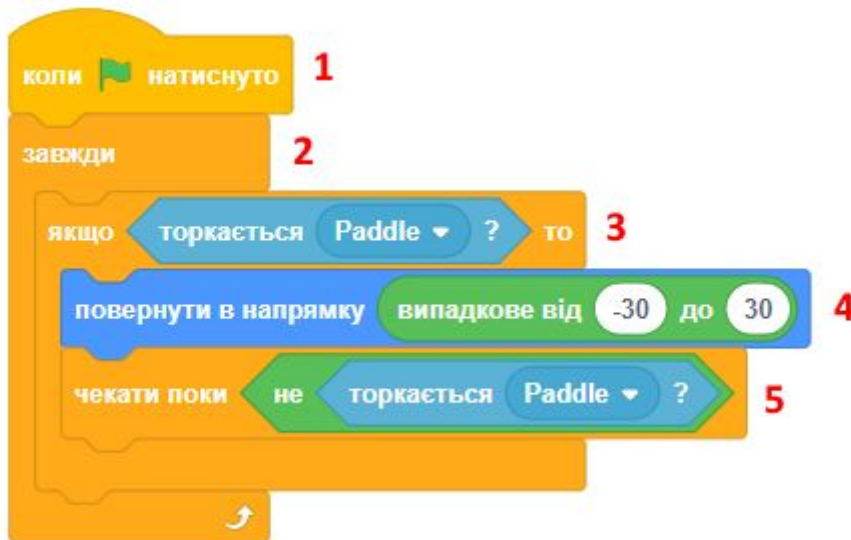 коли натиснуто 1
завжди 2
якщо торкається Paddle ? то 3
повернути в напрямку випадкове від -30 до 30 4
чекати поки не торкається Paddle ? 5